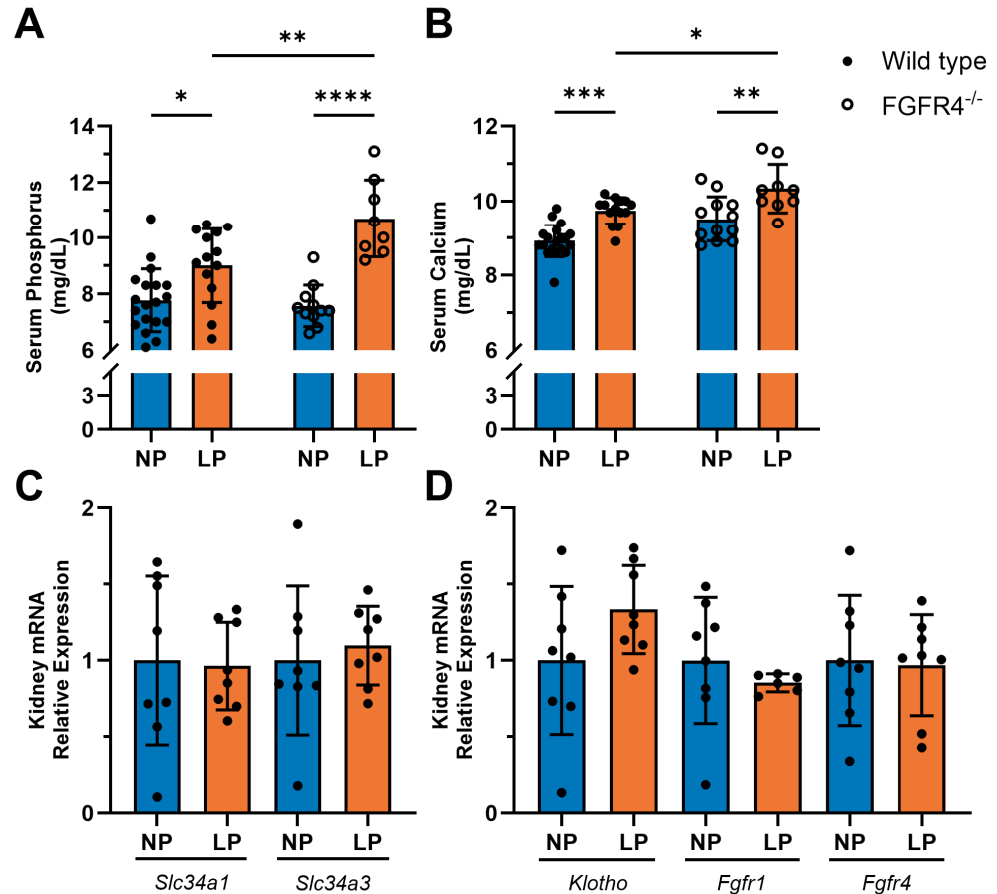 A
B
Wild type
FGFR4-/-
**
*
*
****
***
**
Serum Phosphorus
(mg/dL)
14
12
10
8
6
3
0
NP
LP
NP
LP
Serum Calcium
(mg/dL)
12
10
8
6
3
0
NP
LP
NP
LP
C
D
Kidney mRNA
Relative Expression
2
1
0
NP
LP
NP
LP
Slc34a1
Slc34a3
Kidney mRNA
Relative Expression
2
1
0
NP
LP
NP
LP
NP
LP
Klotho
Fgfr1
Fgfr4